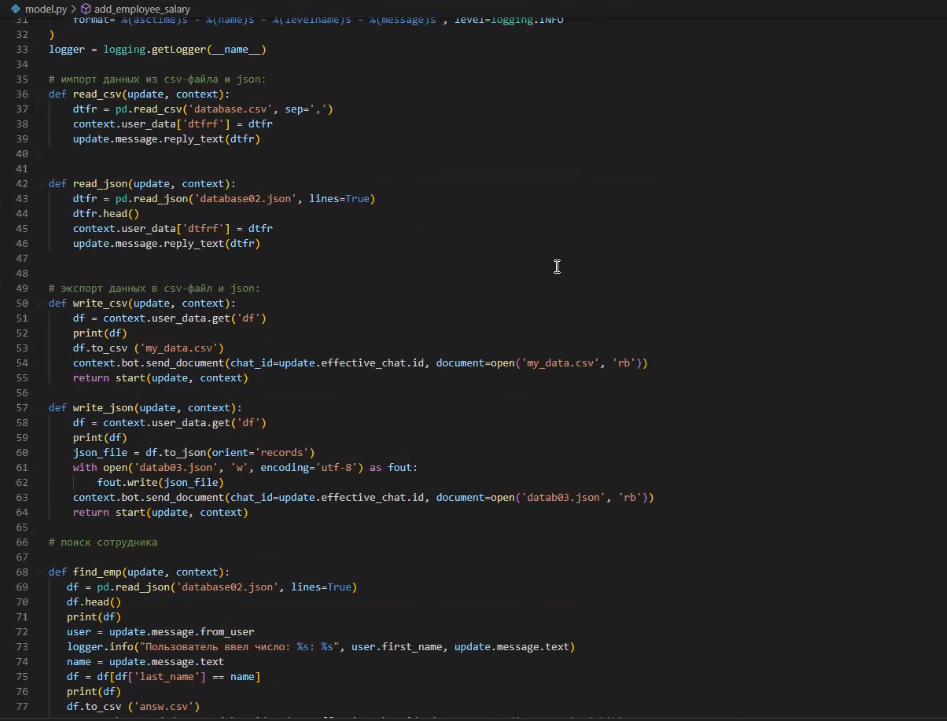 model.py > add_employee_salary
31 format='%(asctime)s - %(name)s - %(levelname)s - %(message)s', level=logging.INFO
32 )
33 logger = logging.getLogger(__name__)
34
35 # импорт данных из csv-файла и json:
36 def read_csv(update, context):
37 dtfr = pd.read_csv('database.csv', sep=',')
38 context.user_data['dtfrf'] = dtfr
39 update.message.reply_text(dtfr)
40
41
42 def read_json(update, context):
43 dtfr = pd.read_json('database02.json', lines=True)
44 dtfr.head()
45 context.user_data['dtfrf'] = dtfr
46 update.message.reply_text(dtfr)
47
48
49 # экспорт данных в csv-файл и json:
50 def write_csv(update, context):
51 df = context.user_data.get('df')
52 print(df)
53 df.to_csv ('my_data.csv')
54 context.bot.send_document(chat_id=update.effective_chat.id, document=open('my_data.csv', 'rb'))
55 return start(update, context)
56
57 def write_json(update, context):
58 df = context.user_data.get('df')
59 print(df)
60 json_file = df.to_json(orient='records')
61 with open('datab03.json', 'w', encoding='utf-8') as fout:
62 fout.write(json_file)
63 context.bot.send_document(chat_id=update.effective_chat.id, document=open('datab03.json', 'rb'))
64 return start(update, context)
65
66 # поиск сотрудника
67
68 def find_emp(update, context):
69 df = pd.read_json('database02.json', lines=True)
70 df.head()
71 print(df)
72 user = update.message.from_user
73 logger.info("Пользователь ввел число: %s: %s", user.first_name, update.message.text)
74 name = update.message.text
75 df = df[df['last_name'] == name]
76 print(df)
77 df.to_csv ('answ.csv')